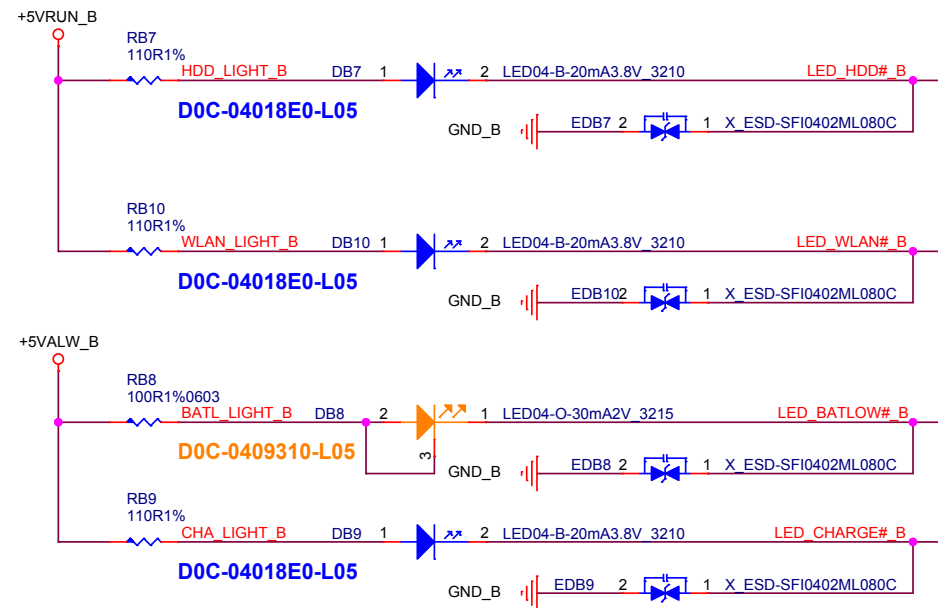 +5VRUN_B
RB7
110R1%
HDD_LIGHT_B DB7 1 2 LED04-B-20mA3.8V_3210 LED_HDD#_B
D0C-04018E0-L05
GND_B EDB7 2 1 X_ESD-SFI0402ML080C
RB10
110R1%
WLAN_LIGHT_B DB10 1 2 LED04-B-20mA3.8V_3210 LED_WLAN#_B
D0C-04018E0-L05
GND_B EDB10 2 1 X_ESD-SFI0402ML080C
+5VALW_B
RB8
100R1%0603
BATL_LIGHT_B DB8 2 1 LED04-O-30mA2V_3215 LED_BATLOW#_B
D0C-0409310-L05 3
GND_B EDB8 2 1 X_ESD-SFI0402ML080C
RB9
110R1%
CHA_LIGHT_B DB9 1 2 LED04-B-20mA3.8V_3210 LED_CHARGE#_B
D0C-04018E0-L05
GND_B EDB9 2 1 X_ESD-SFI0402ML080C